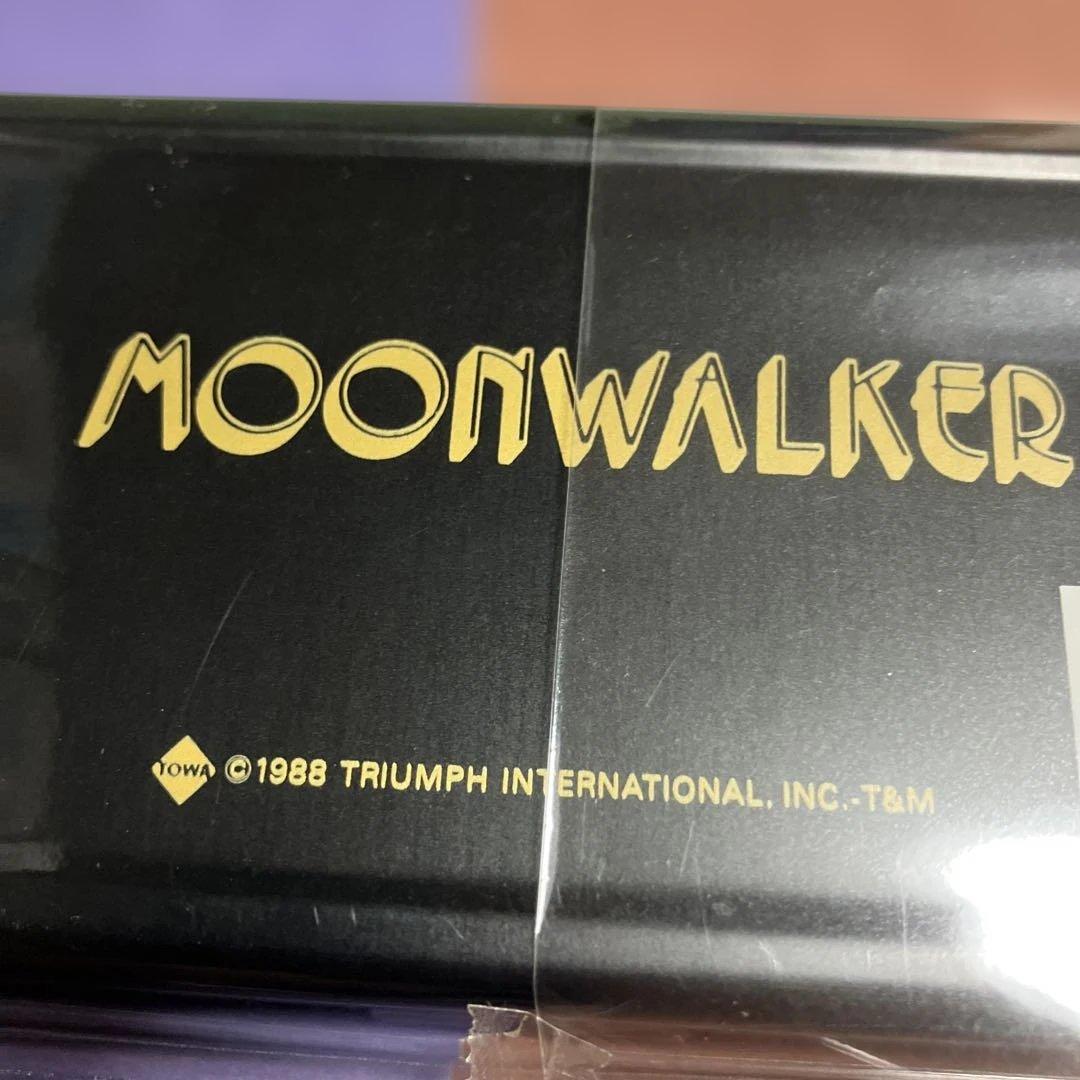 MOONWALKER
TOWA ©1988 TRIUMPH INTERNATIONAL, INC.-T&M